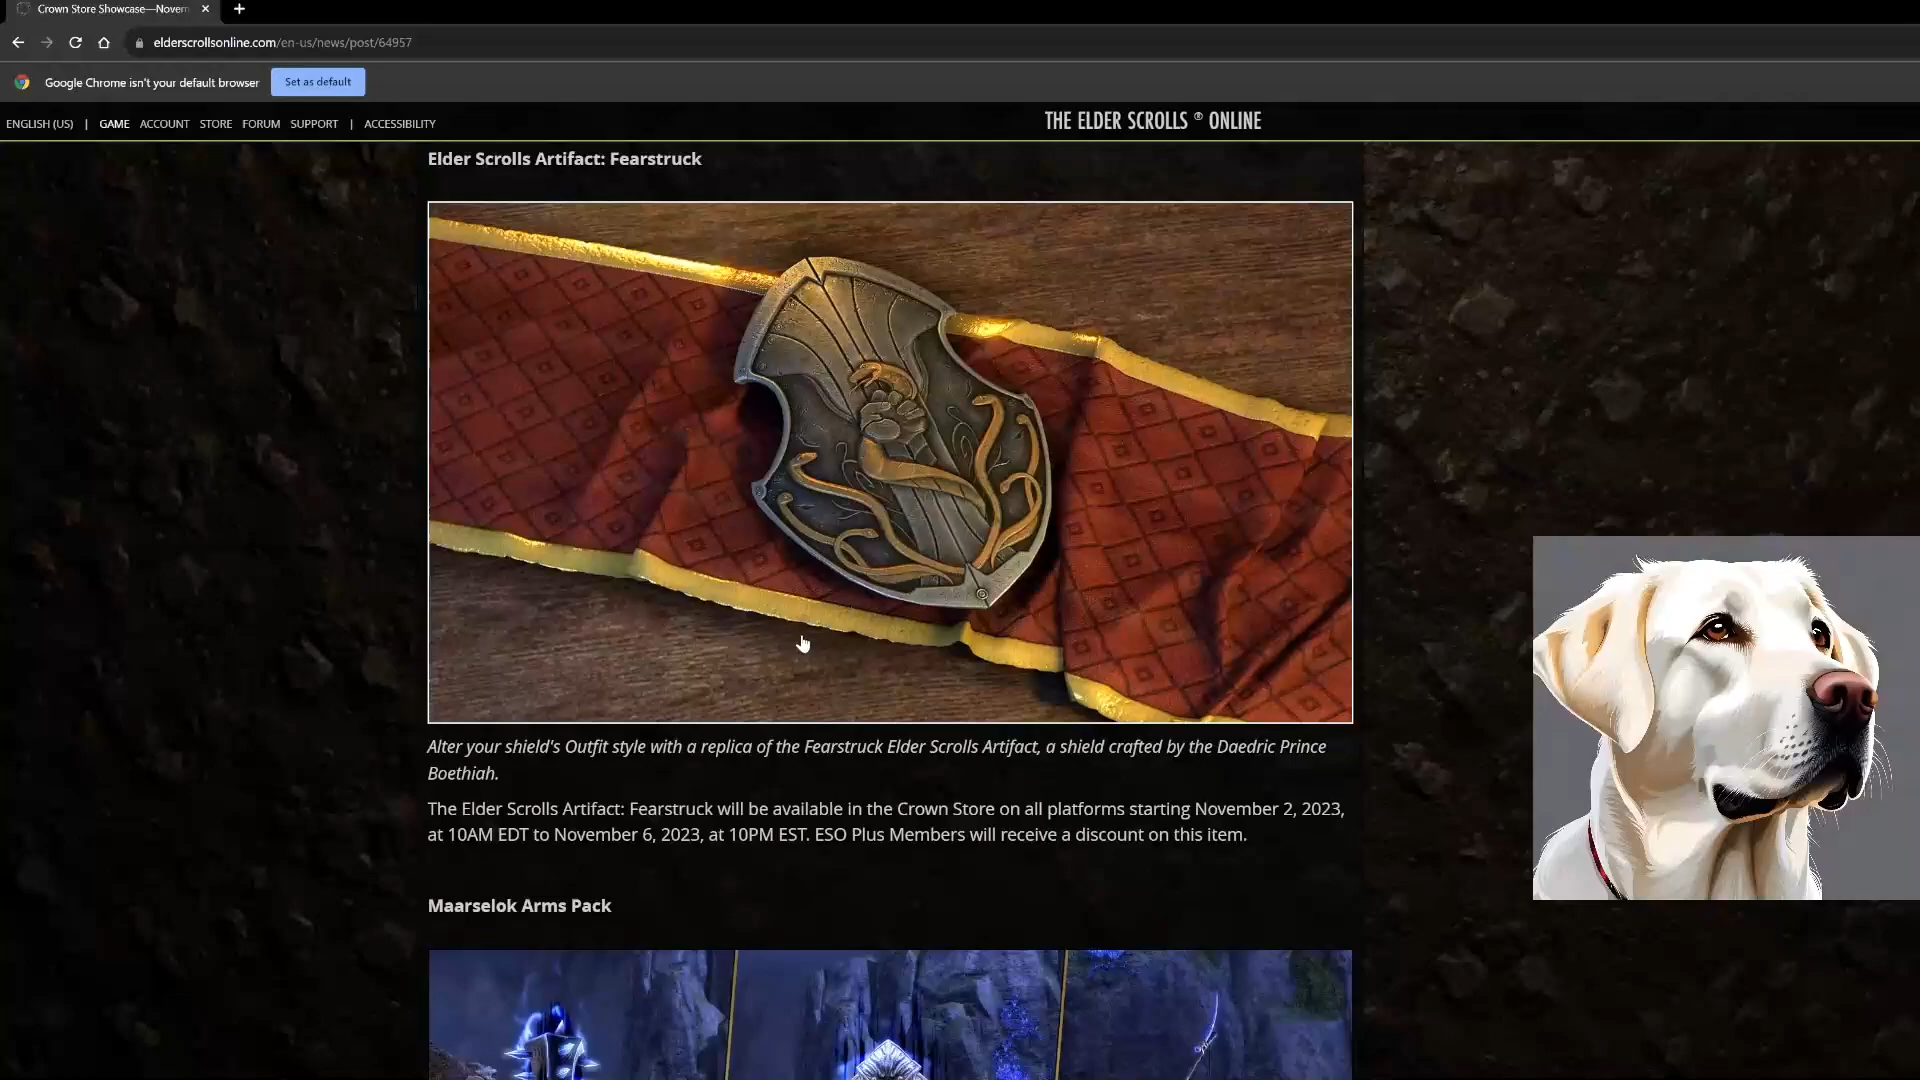 Crown Store Showcase—Novem
elderscrollsonline.com/en-us/news/post/64957
Google Chrome isn't your default browser
Set as default
ENGLISH (US) | GAME ACCOUNT STORE FORUM SUPPORT | ACCESSIBILITY
THE ELDER SCROLLS ® ONLINE
Elder Scrolls Artifact: Fearstruck
Alter your shield's Outfit style with a replica of the Fearstruck Elder Scrolls Artifact, a shield crafted by the Daedric Prince
Boethiah.
The Elder Scrolls Artifact: Fearstruck will be available in the Crown Store on all platforms starting November 2, 2023,
at 10AM EDT to November 6, 2023, at 10PM EST. ESO Plus Members will receive a discount on this item.
Maarselok Arms Pack